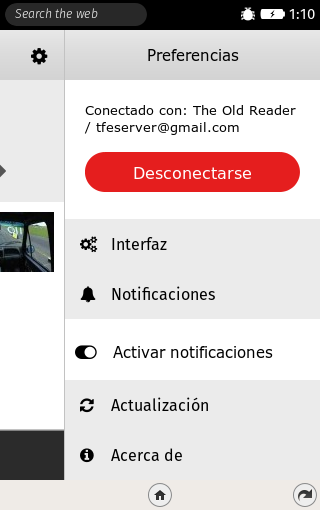 Search the web
1:10
Preferencias
Conectado con: The Old Reader
/ tfeserver@gmail.com
Desconectarse
Interfaz
Notificaciones
Activar notificaciones
Actualización
Acerca de